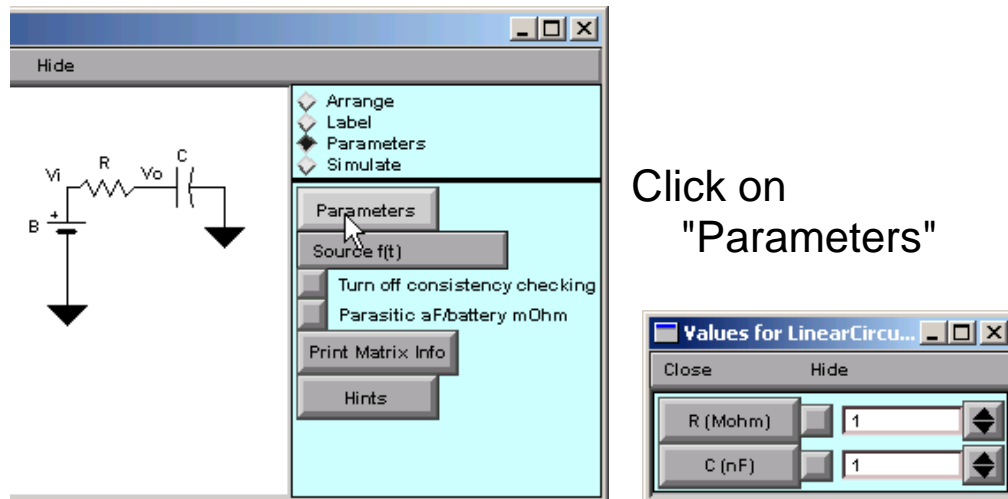 Hide
Arrange
Label
Parameters
Simulate
Vi R Vo C
B +
Parameters
Source f(t)
Turn off consistency checking
Parasitic aF/battery mOhm
Print Matrix Info
Hints
Click on
"Parameters"
Values for LinearCircu...
Close Hide
R (Mohm) 1
C (nF) 1